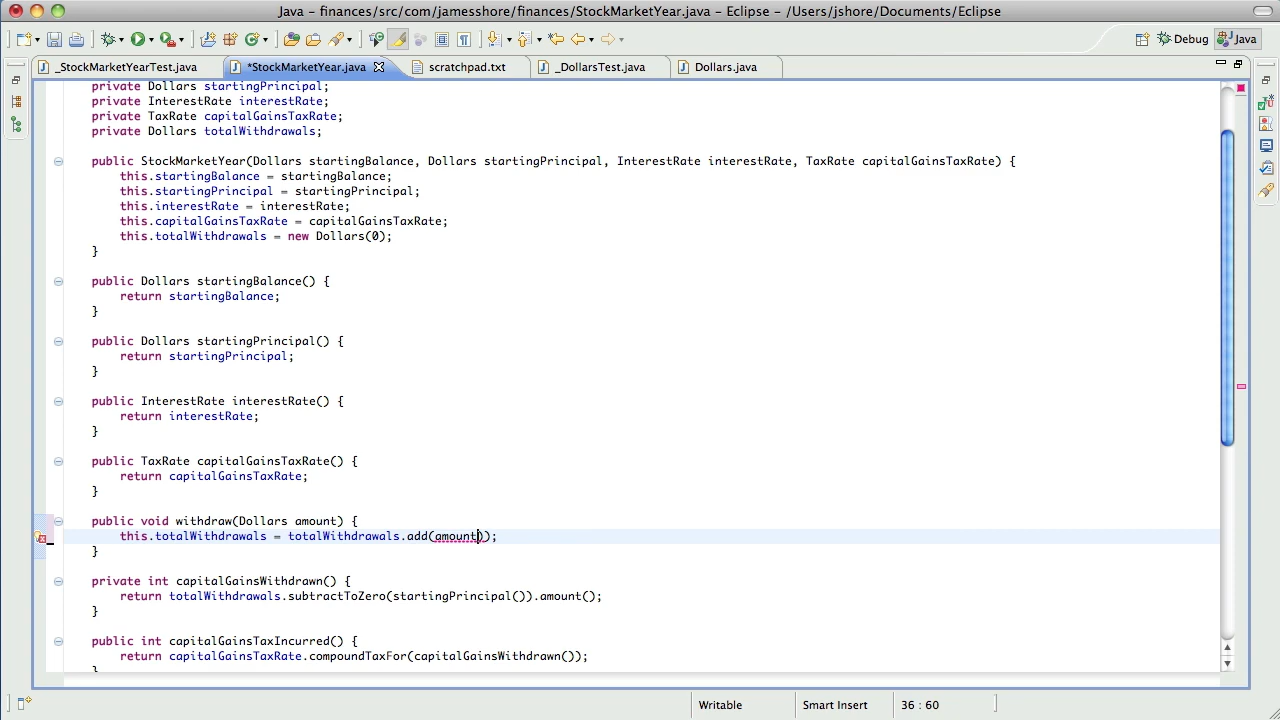 Java - finances/src/com/jamesshore/finances/StockMarketYear.java - Eclipse - /Users/jshore/Documents/Eclipse
Debug Java
_StockMarketYearTest.java *StockMarketYear.java scratchpad.txt _DollarsTest.java Dollars.java
private Dollars startingPrincipal;
private InterestRate interestRate;
private TaxRate capitalGainsTaxRate;
private Dollars totalWithdrawals;
public StockMarketYear(Dollars startingBalance, Dollars startingPrincipal, InterestRate interestRate, TaxRate capitalGainsTaxRate) {
this.startingBalance = startingBalance;
this.startingPrincipal = startingPrincipal;
this.interestRate = interestRate;
this.capitalGainsTaxRate = capitalGainsTaxRate;
this.totalWithdrawals = new Dollars(0);
}
public Dollars startingBalance() {
return startingBalance;
}
public Dollars startingPrincipal() {
return startingPrincipal;
}
public InterestRate interestRate() {
return interestRate;
}
public TaxRate capitalGainsTaxRate() {
return capitalGainsTaxRate;
}
public void withdraw(Dollars amount) {
this.totalWithdrawals = totalWithdrawals.add(amount));
}
private int capitalGainsWithdrawn() {
return totalWithdrawals.subtractToZero(startingPrincipal()).amount();
}
public int capitalGainsTaxIncurred() {
return capitalGainsTaxRate.compoundTaxFor(capitalGainsWithdrawn());
}
Writable Smart Insert 36 : 60